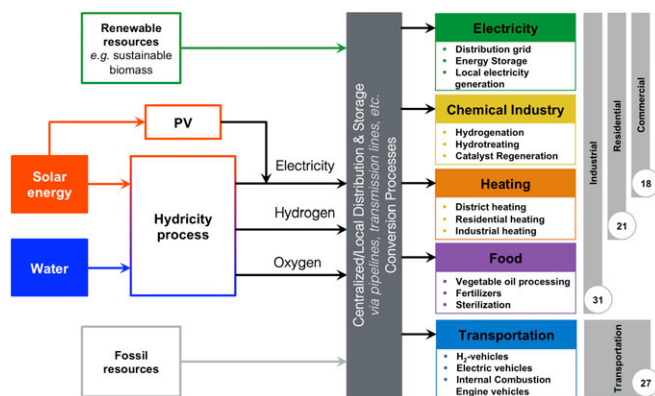 Renewable
resources
e.g. sustainable
biomass
PV
Solar
energy
Water
Hydricity
process
Fossil
resources
Electricity
Hydrogen
Oxygen
Centralized/Local Distribution & Storage
via pipelines, transmission lines, etc.
Conversion Processes
Electricity
Distribution grid
Energy Storage
Local electricity
generation
Chemical Industry
Hydrogenation
Hydrotreating
Catalyst Regeneration
Heating
District heating
Residential heating
Industrial heating
Food
Vegetable oil processing
Fertilizers
Sterilization
Transportation
H₂-vehicles
Electric vehicles
Internal Combustion
Engine vehicles
Industrial
31
Residential
21
Commercial
18
Transportation
27